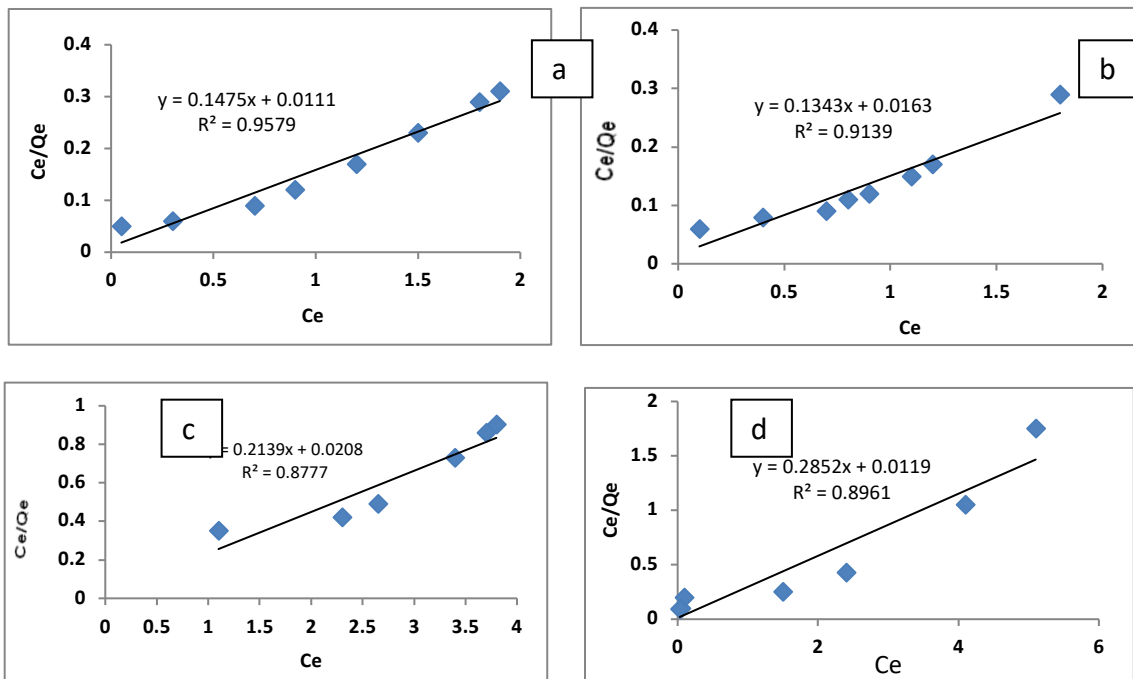 a
0.4
0.3
0.2
0.1
0
Ce/Qe
y = 0.1475x + 0.0111
R² = 0.9579
0 0.5 1 1.5 2
Ce
b
0.4
0.3
0.2
0.1
0
Ce/Qe
y = 0.1343x + 0.0163
R² = 0.9139
0 0.5 1 1.5 2
Ce
c
1
0.8
0.6
0.4
0.2
0
Ce/Qe
= 0.2139x + 0.0208
R² = 0.8777
0 0.5 1 1.5 2 2.5 3 3.5 4
Ce
d
2
1.5
1
0.5
0
Ce/Qe
y = 0.2852x + 0.0119
R² = 0.8961
0 2 4 6
Ce